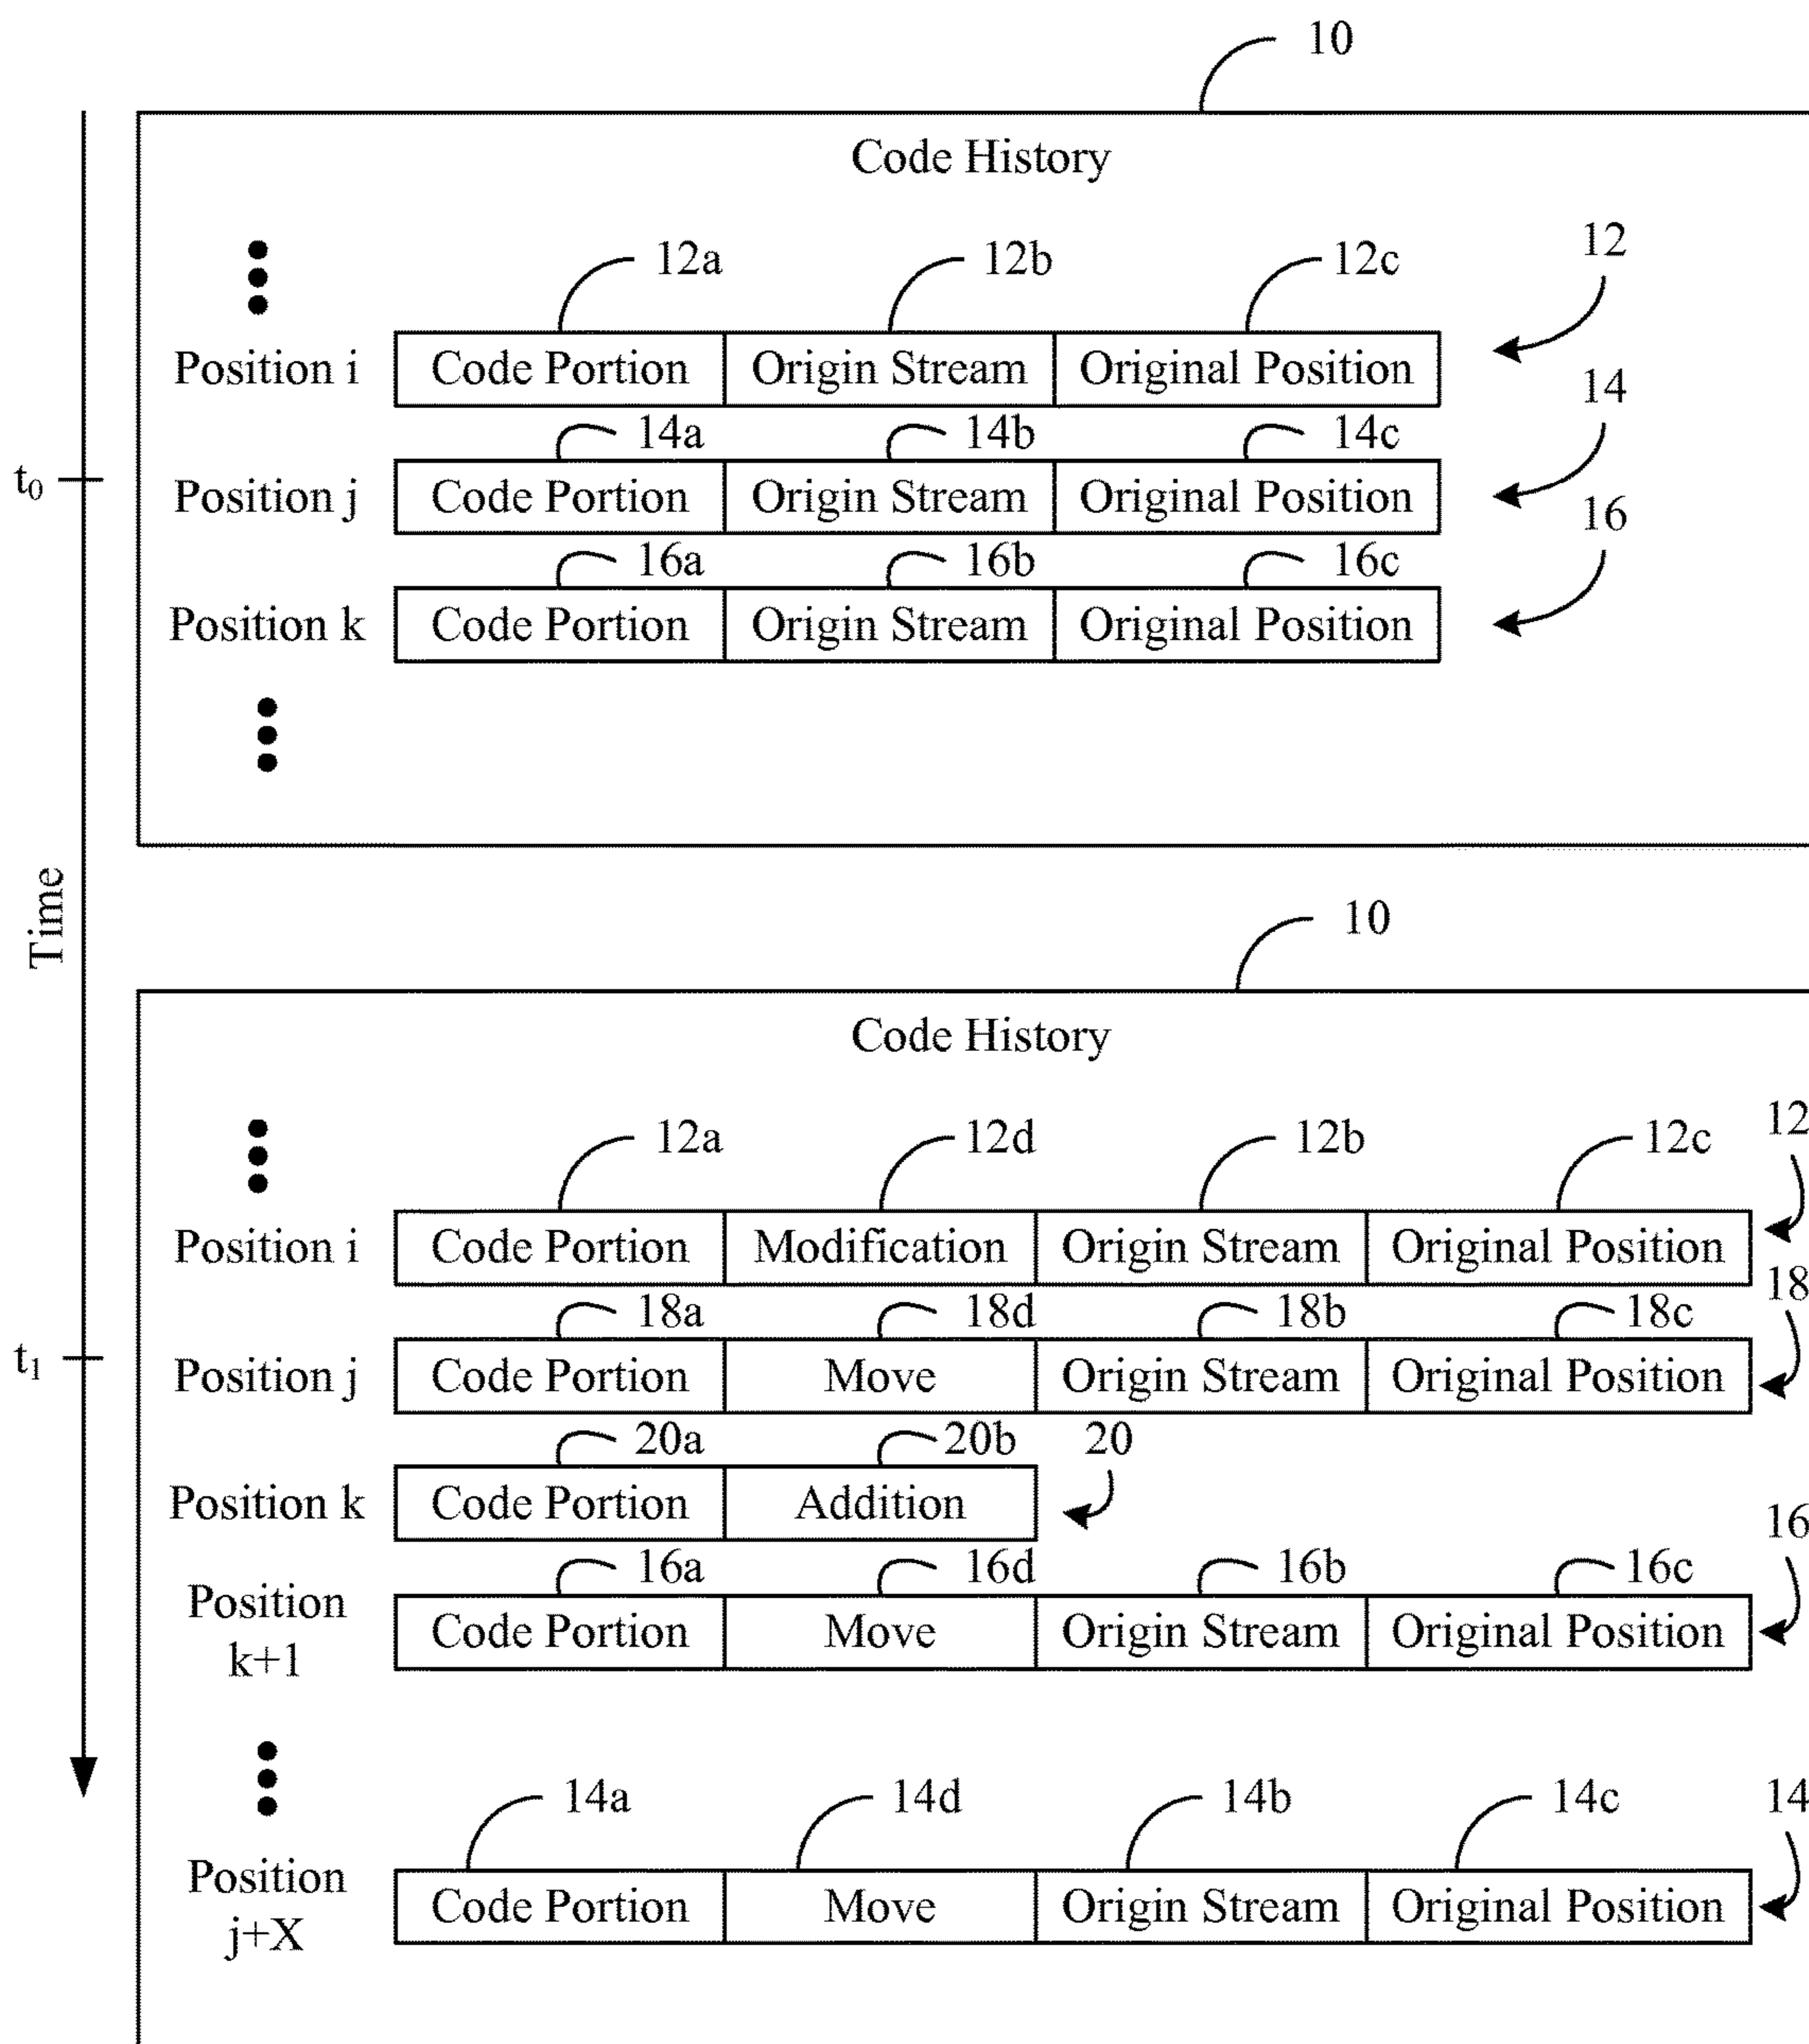 10
Code History
12a 12b 12c 12
Position i Code Portion Origin Stream Original Position
14a 14b 14c 14
t0 Position j Code Portion Origin Stream Original Position
16a 16b 16c 16
Position k Code Portion Origin Stream Original Position
Time
10
Code History
12a 12d 12b 12c 12
Position i Code Portion Modification Origin Stream Original Position
18a 18d 18b 18c 18
t1 Position j Code Portion Move Origin Stream Original Position
20a 20b 20
Position k Code Portion Addition
16a 16d 16b 16c 16
Position
k+1
Code Portion Move Origin Stream Original Position
14a 14d 14b 14c 14
Position
j+X
Code Portion Move Origin Stream Original Position